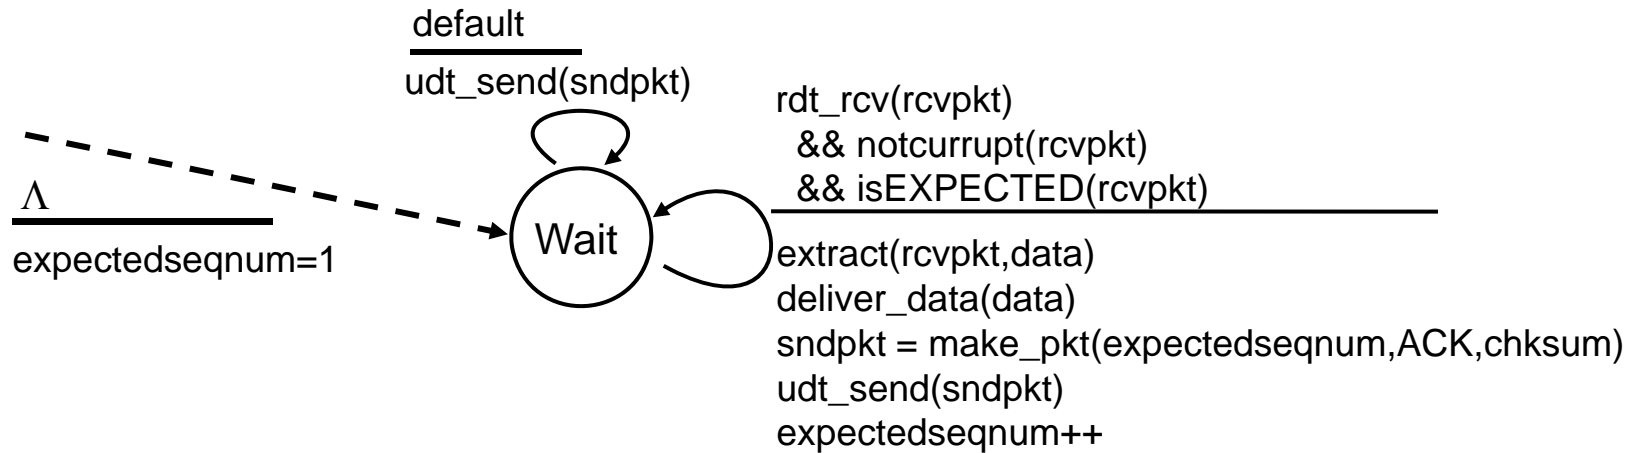 default
udt_send(sndpkt)
rdt_rcv(rcvpkt)
&& notcurrupt(rcvpkt)
&& isEXPECTED(rcvpkt)
Λ
expectedseqnum=1
Wait
extract(rcvpkt,data)
deliver_data(data)
sndpkt = make_pkt(expectedseqnum,ACK,chksum)
udt_send(sndpkt)
expectedseqnum++